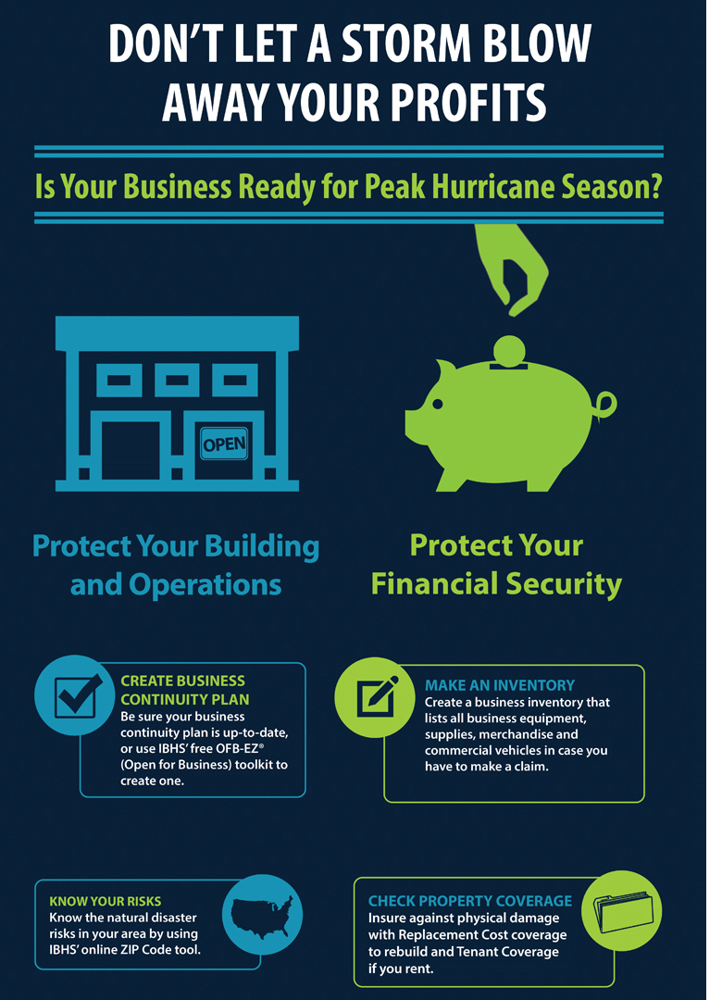 DON'T LET A STORM BLOW
AWAY YOUR PROFITS
Is Your Business Ready for Peak Hurricane Season?
OPEN
Protect Your Building
and Operations
Protect Your
Financial Security
CREATE BUSINESS
CONTINUITY PLAN
Be sure your business
continuity plan is up-to-date,
or use IBHS' free OFB-EZ®
(Open for Business) toolkit to
create one.
MAKE AN INVENTORY
Create a business inventory that
lists all business equipment,
supplies, merchandise and
commercial vehicles in case you
have to make a claim.
KNOW YOUR RISKS
Know the natural disaster
risks in your area by using
IBHS' online ZIP Code tool.
CHECK PROPERTY COVERAGE
Insure against physical damage
with Replacement Cost coverage
to rebuild and Tenant Coverage
if you rent.